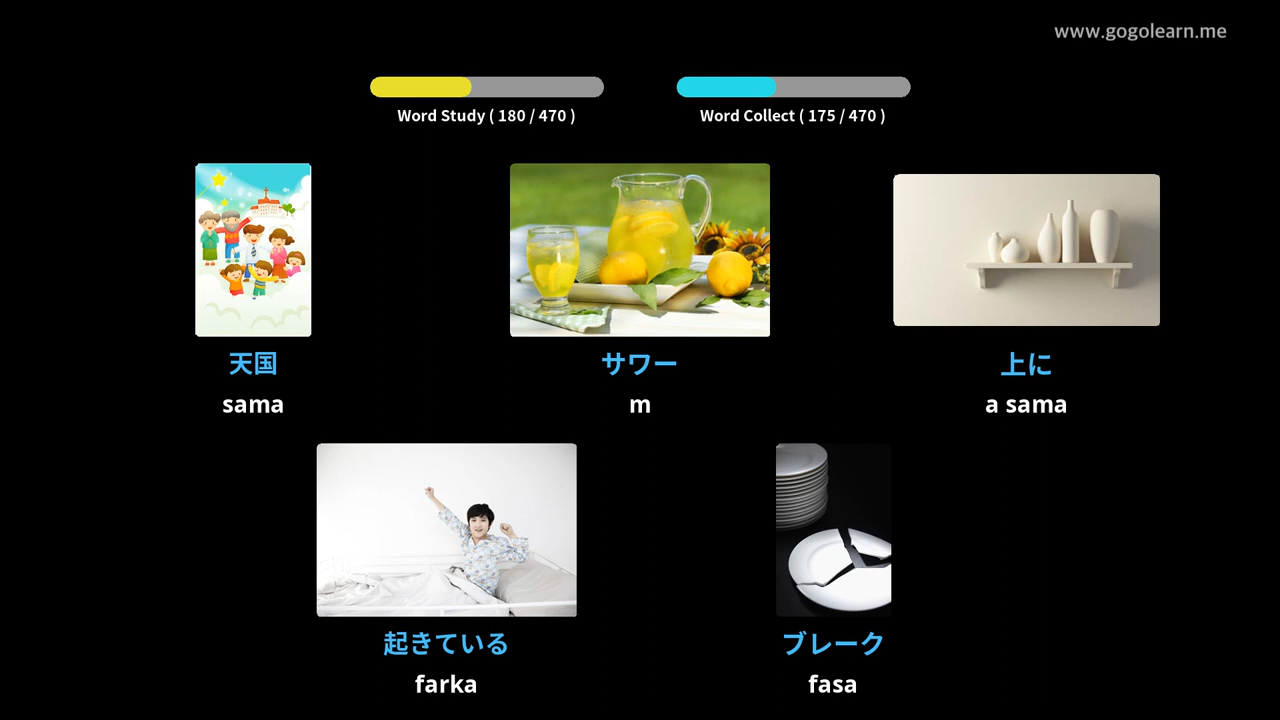 www.gogolearn.me
Word Study ( 180 / 470 )
Word Collect ( 175 / 470 )
天国
sama
サワー
m
上に
a sama
起きている
farka
ブレーク
fasa